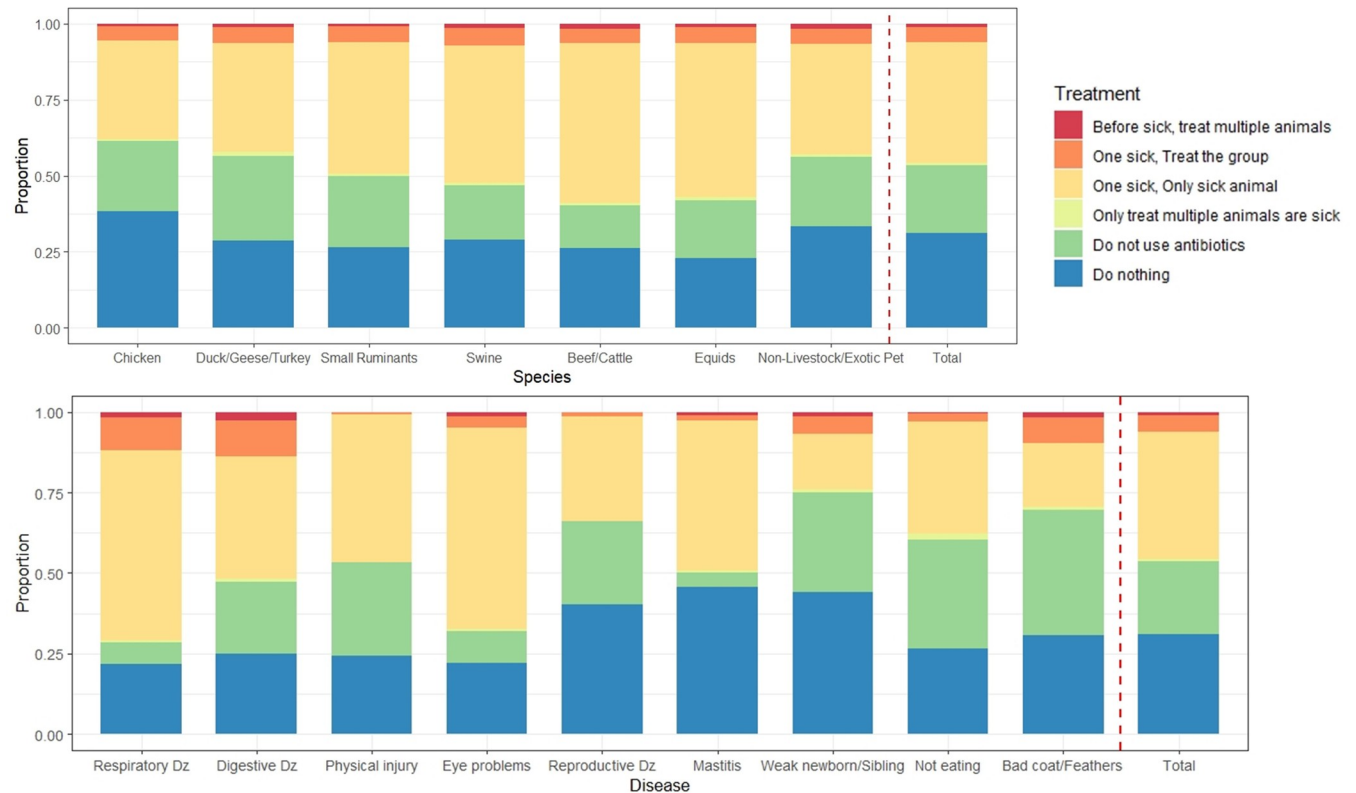 1.00
0.75
0.50
0.25
0.00
Proportion
Chicken
Duck/Geese/Turkey
Small Ruminants
Swine
Beef/Cattle
Equids
Non-Livestock/Exotic Pet
Total
Species
Treatment
Before sick, treat multiple animals
One sick, Treat the group
One sick, Only sick animal
Only treat multiple animals are sick
Do not use antibiotics
Do nothing
1.00
0.75
0.50
0.25
0.00
Proportion
Respiratory Dz
Digestive Dz
Physical injury
Eye problems
Reproductive Dz
Mastitis
Weak newborn/Sibling
Not eating
Bad coat/Feathers
Total
Disease